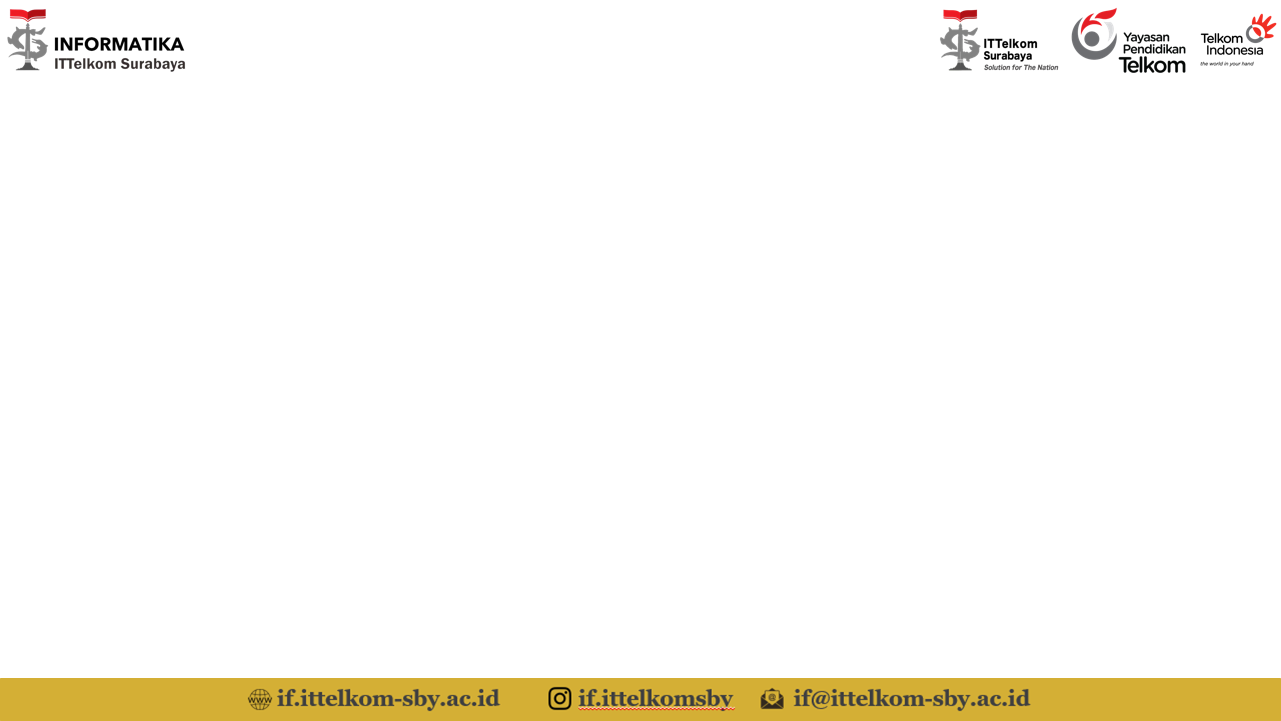 INFORMATIKA
ITTelkom Surabaya
ITTelkom
Surabaya
Solution for The Nation
Yayasan
Pendidikan
Telkom
Telkom
Indonesia
the world in your hand
www if.ittelkom-sby.ac.id if.ittelkomsby if@ittelkom-sby.ac.id